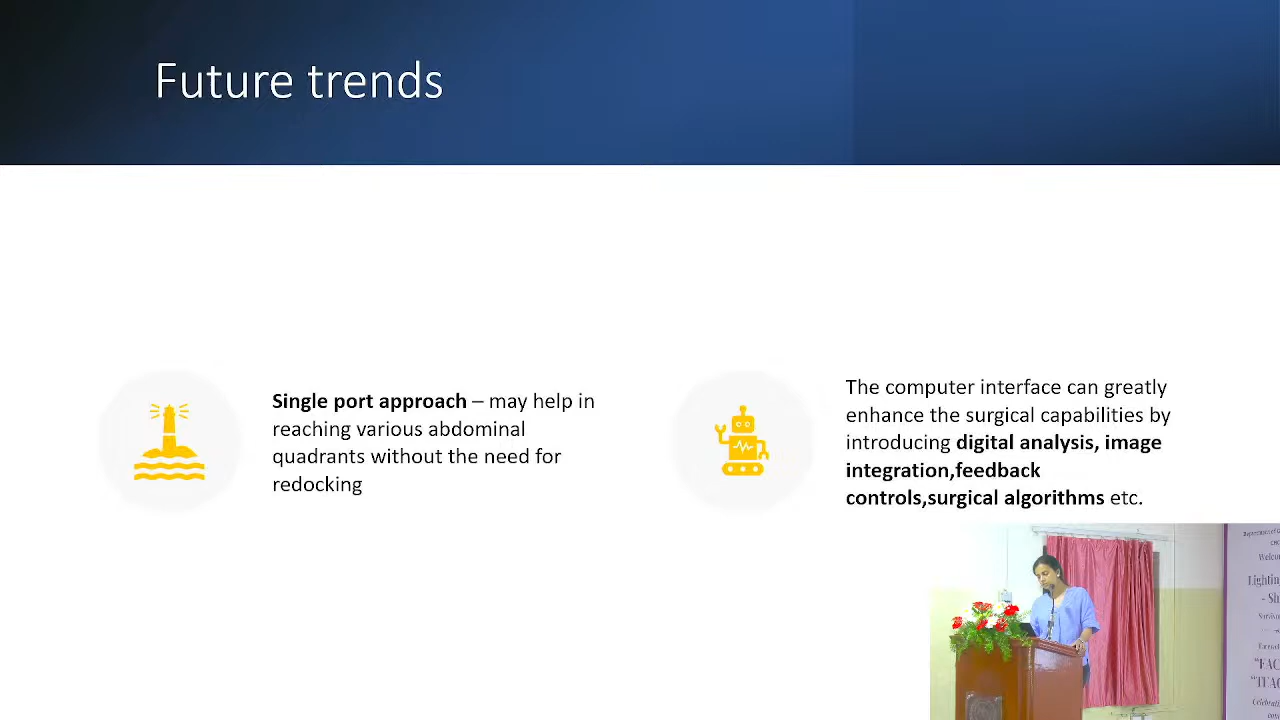 Future trends
Single port approach – may help in
reaching various abdominal
quadrants without the need for
redocking
The computer interface can greatly
enhance the surgical capabilities by
introducing digital analysis, image
integration,feedback
controls,surgical algorithms etc.